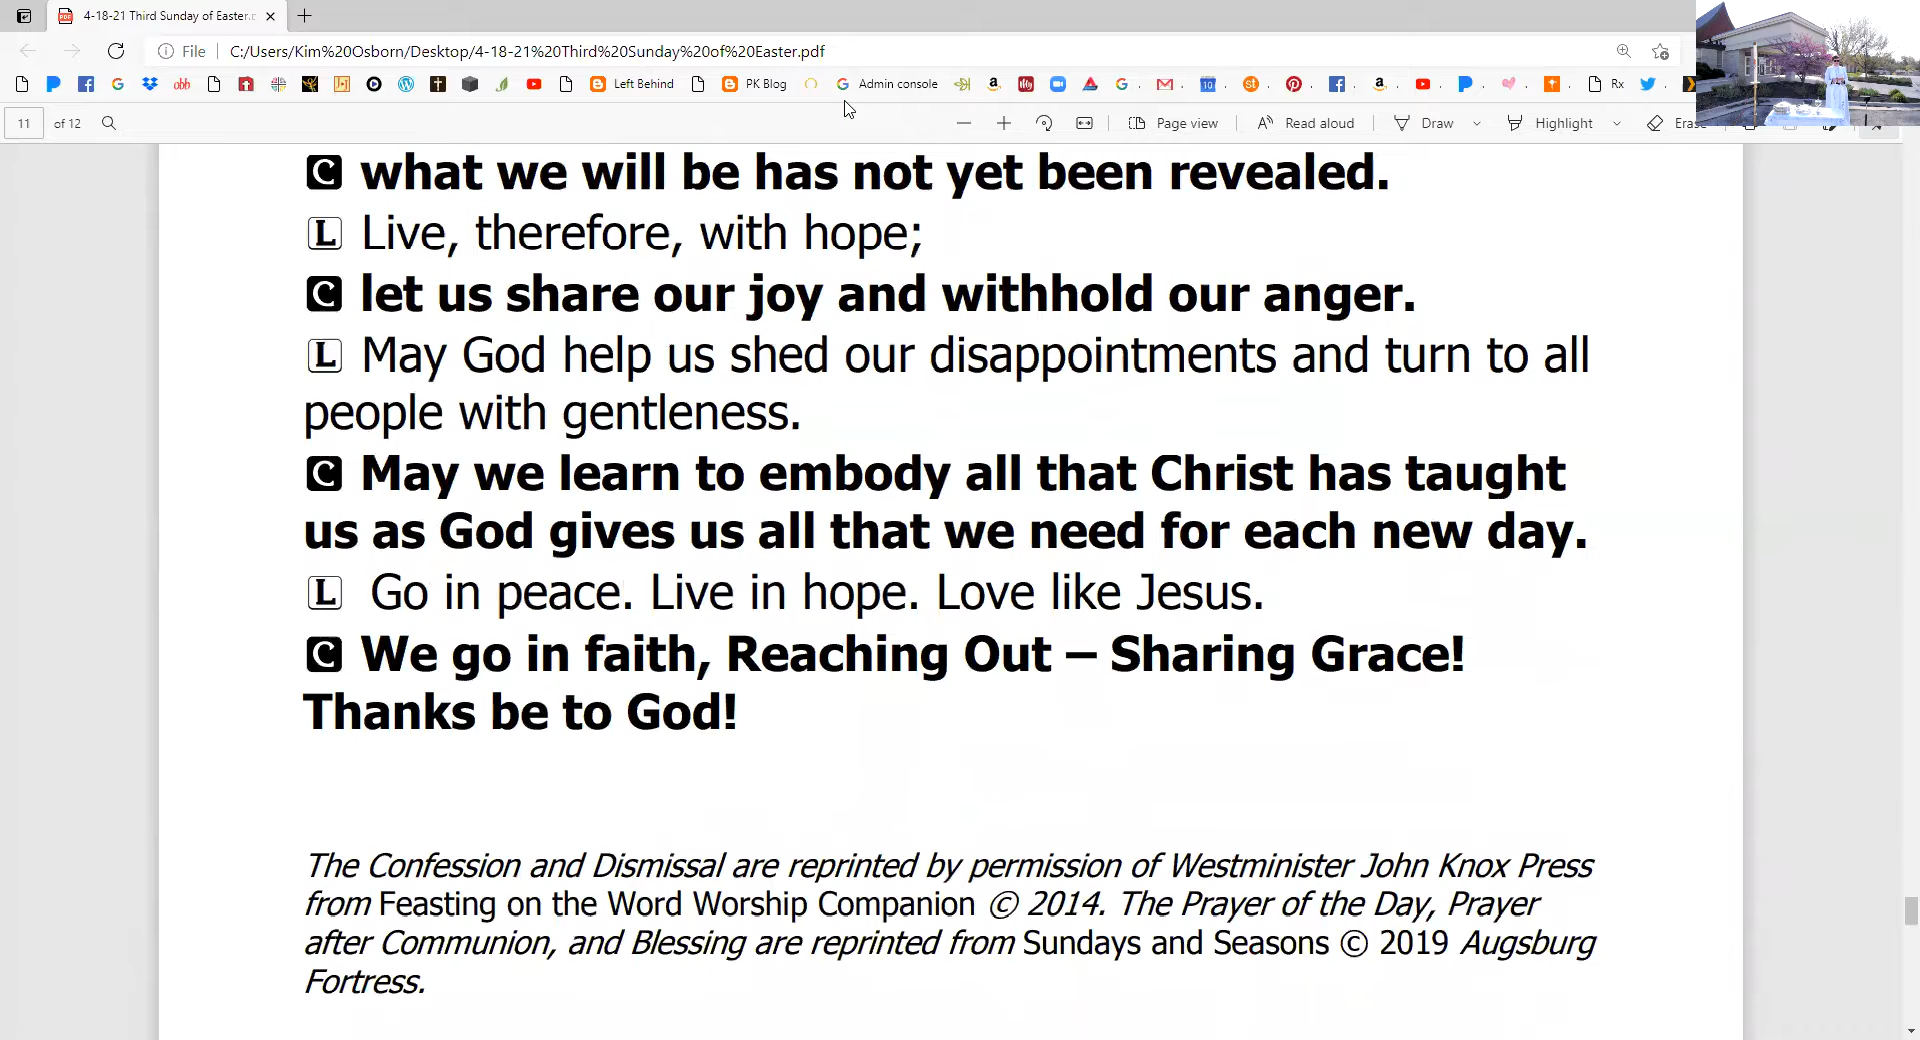 4-18-21 Third Sunday of Easter.
File C:/Users/Kim%20Osborn/Desktop/4-18-21%20Third%20Sunday%20of%20Easter.pdf
abb Left Behind PK Blog Admin console Rx
11 of 12 Page view Read aloud Draw Highlight
C what we will be has not yet been revealed.
L Live, therefore, with hope;
C let us share our joy and withhold our anger.
L May God help us shed our disappointments and turn to all
people with gentleness.
C May we learn to embody all that Christ has taught
us as God gives us all that we need for each new day.
L Go in peace. Live in hope. Love like Jesus.
C We go in faith, Reaching Out – Sharing Grace!
Thanks be to God!
The Confession and Dismissal are reprinted by permission of Westminister John Knox Press
from Feasting on the Word Worship Companion © 2014. The Prayer of the Day, Prayer
after Communion, and Blessing are reprinted from Sundays and Seasons © 2019 Augsburg
Fortress.